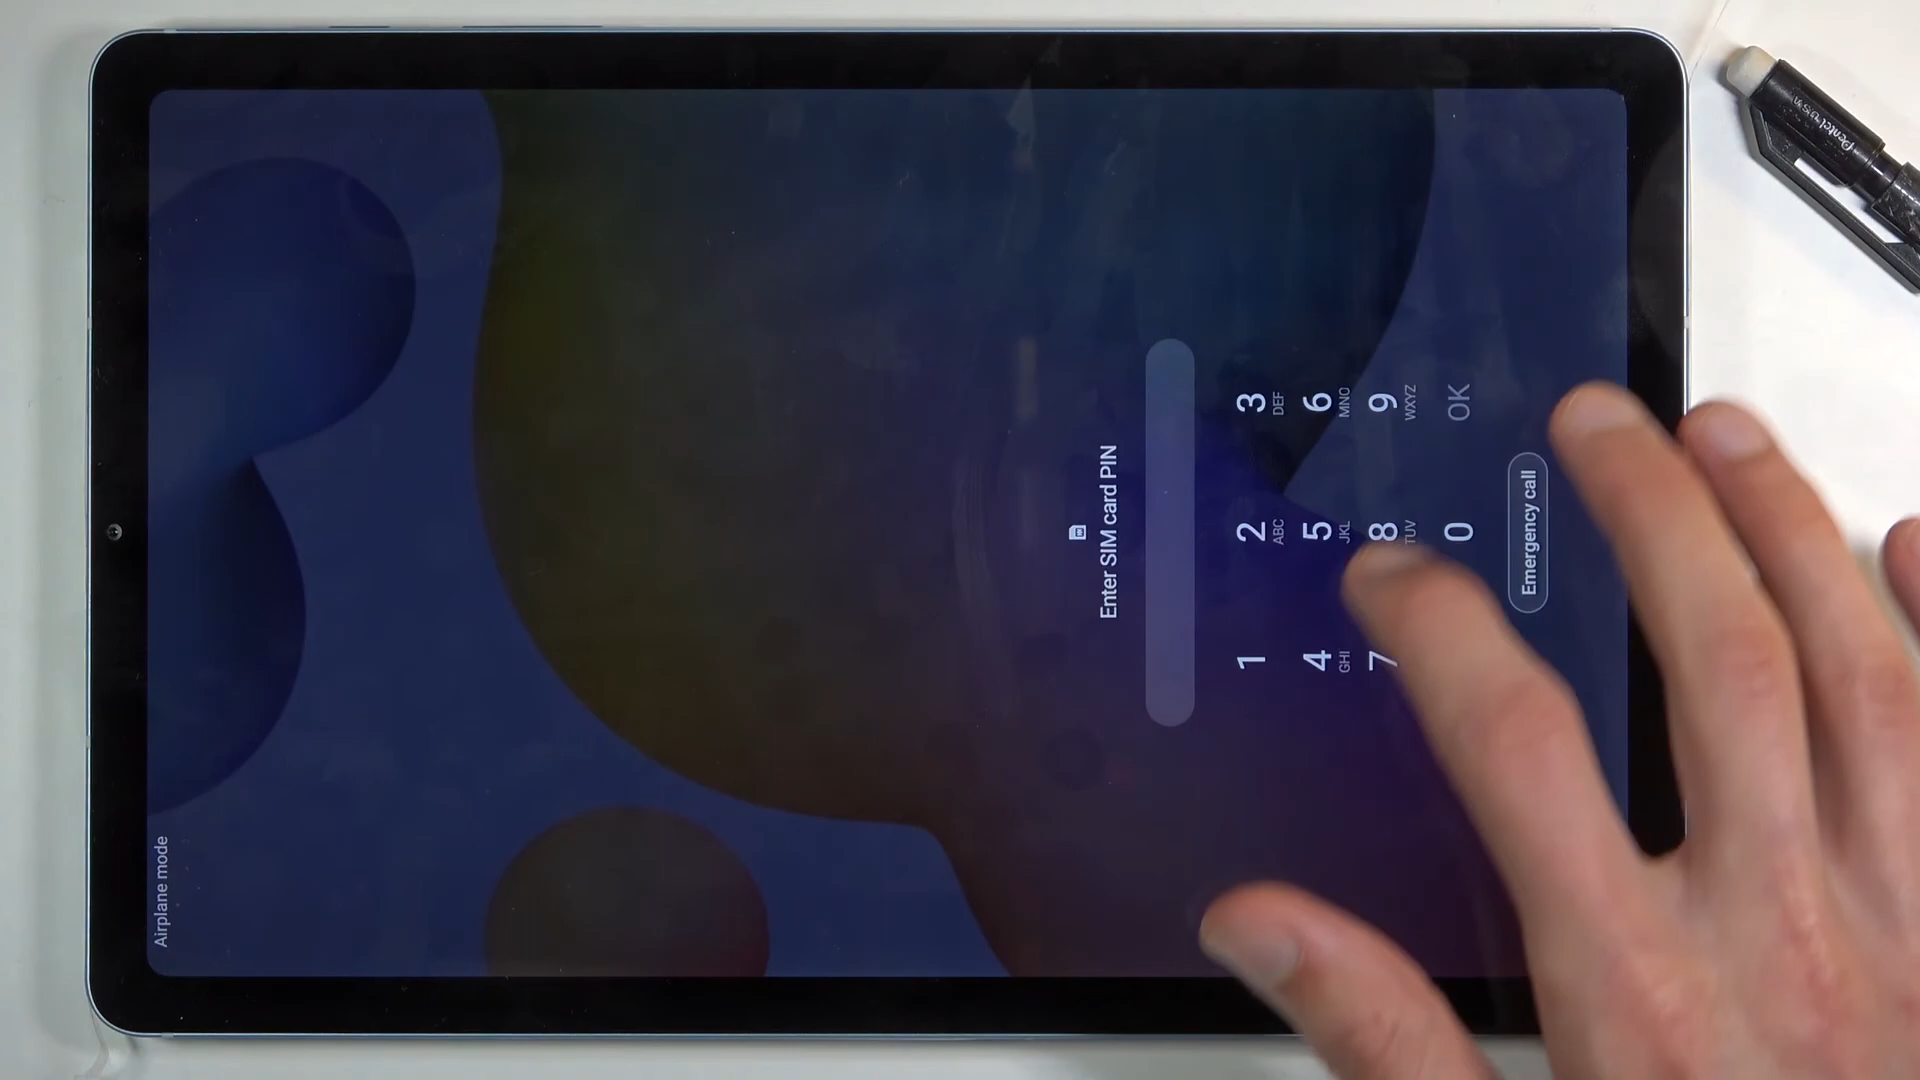 Airplane mode
Enter SIM card PIN
1
2 ABC
3 DEF
4 GHI
5 JKL
6 MNO
7
8 TUV
9 WXYZ
0
OK
Emergency call
Pentel